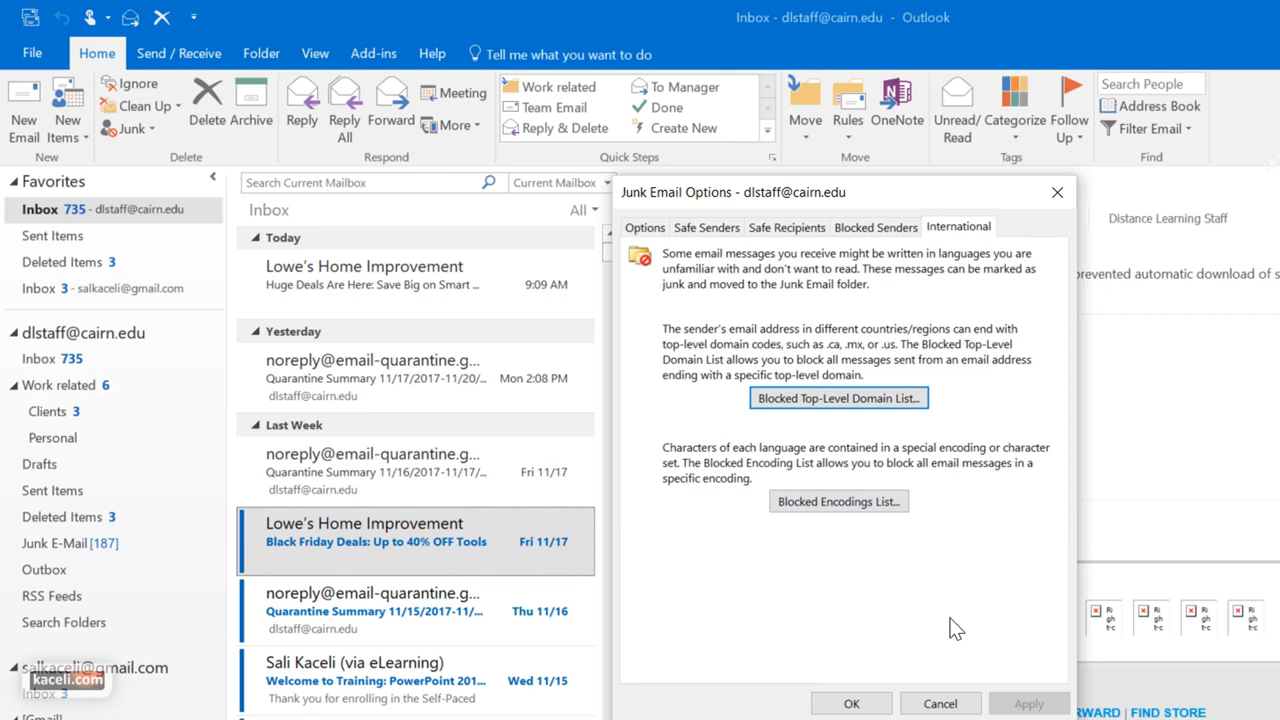 Inbox - dlstaff@cairn.edu - Outlook
File Home Send / Receive Folder View Add-ins Help Tell me what you want to do
New Email
New Items
New
Ignore
Clean Up
Junk
Delete
Archive
Delete
Reply
Reply All
Forward
Meeting
More
Respond
Work related
Team Email
Reply & Delete
To Manager
Done
Create New
Quick Steps
Move
Rules
OneNote
Move
Unread/ Read
Categorize
Follow Up
Tags
Search People
Address Book
Filter Email
Find
Favorites
Inbox 735 - dlstaff@cairn.edu
Sent Items
Deleted Items 3
Inbox 3 - salkaceli@gmail.com
dlstaff@cairn.edu
Inbox 735
Work related 6
Clients 3
Personal
Drafts
Sent Items
Deleted Items 3
Junk E-Mail [187]
Outbox
RSS Feeds
Search Folders
salkaceli@gmail.com
kaceli.com
Inbox 3
[Gmail]
Search Current Mailbox
Current Mailbox
Inbox
All
Today
Lowe's Home Improvement
Huge Deals Are Here: Save Big on Smart ... 9:09 AM
Yesterday
noreply@email-quarantine.g...
Quarantine Summary 11/17/2017-11/20/... Mon 2:08 PM
dlstaff@cairn.edu
Last Week
noreply@email-quarantine.g...
Quarantine Summary 11/16/2017-11/17/... Fri 11/17
dlstaff@cairn.edu
Lowe's Home Improvement
Black Friday Deals: Up to 40% OFF Tools Fri 11/17
noreply@email-quarantine.g...
Quarantine Summary 11/15/2017-11/... Thu 11/16
dlstaff@cairn.edu
Sali Kaceli (via eLearning)
Welcome to Training: PowerPoint 201... Wed 11/15
Thank you for enrolling in the Self-Paced
Junk Email Options - dlstaff@cairn.edu
Options Safe Senders Safe Recipients Blocked Senders International
Some email messages you receive might be written in languages you are
unfamiliar with and don't want to read. These messages can be marked as
junk and moved to the Junk Email folder.
The sender's email address in different countries/regions can end with
top-level domain codes, such as .ca, .mx, or .us. The Blocked Top-Level
Domain List allows you to block all messages sent from an email address
ending with a specific top-level domain.
Blocked Top-Level Domain List...
Characters of each language are contained in a special encoding or character
set. The Blocked Encoding List allows you to block all email messages in a
specific encoding.
Blocked Encodings List...
OK Cancel Apply
Distance Learning Staff
prevented automatic download of s
Ri gh t-c
Ri gh t-c
Ri gh t-c
Ri gh t-c
WARD | FIND STORE